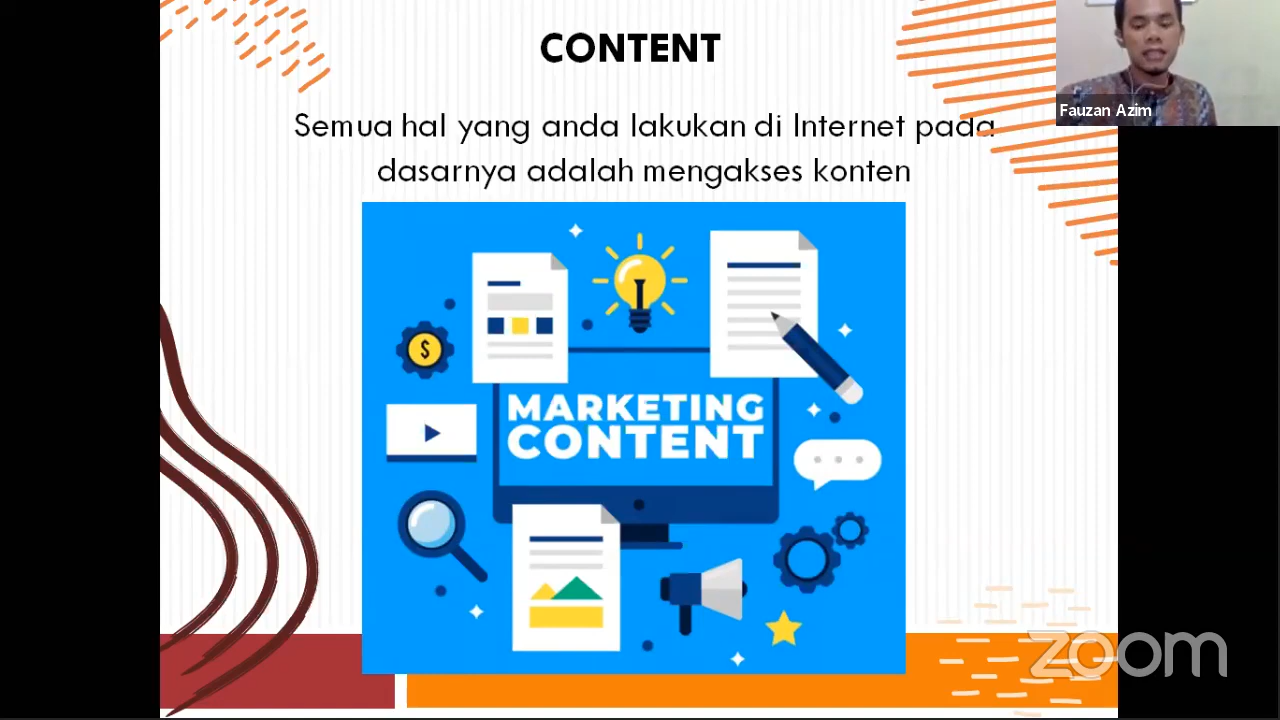 CONTENT
Semua hal yang anda lakukan di Internet pada
dasarnya adalah mengakses konten
Fauzan Azim
$
MARKETING
CONTENT
zoom